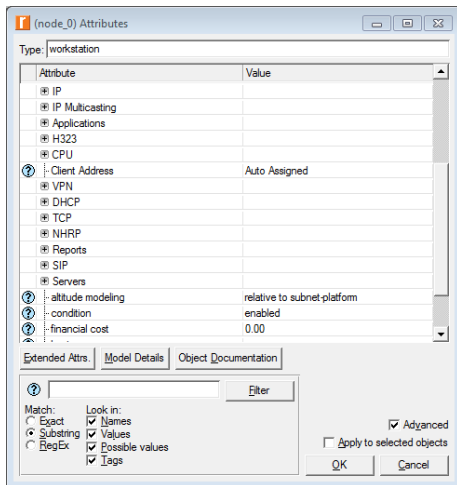 (node_0) Attributes
Type: workstation
Attribute Value
IP
IP Multicasting
Applications
H323
CPU
Client Address Auto Assigned
VPN
DHCP
TCP
NHRP
Reports
SIP
Servers
altitude modeling relative to subnet-platform
condition enabled
financial cost 0.00
Extended Attrs. Model Details Object Documentation
Filter
Match: Look in:
Exact Names
Substring Values
RegEx Possible values
Tags
Advanced
Apply to selected objects
OK Cancel